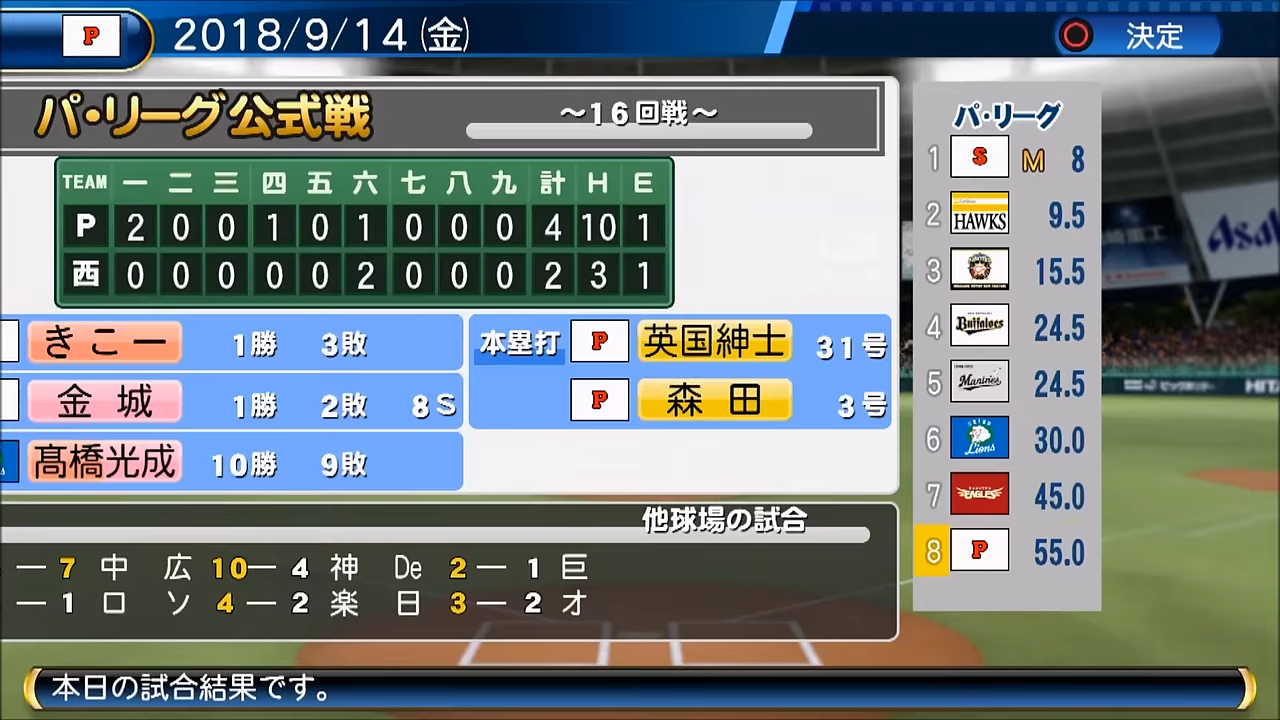 P 2018/9/14(金) 決定
パ・リーグ公式戦 ～16回戦～
TEAM 一 二 三 四 五 六 七 八 九 計 H E
P 2 0 0 1 0 1 0 0 0 4 10 1
西 0 0 0 0 0 2 0 0 0 2 3 1
きこー 1勝 3敗
金城 1勝 2敗 8S
髙橋光成 10勝 9敗
本塁打 P 英国紳士 31号
P 森田 3号
他球場の試合
― 7 中 広 10 ― 4 神 De 2 ― 1 巨
― 1 ロ ソ 4 ― 2 楽 日 3 ― 2 オ
パ・リーグ
1 S M 8
2 HAWKS 9.5
3 15.5
4 Buffaloes 24.5
5 Marines 24.5
6 Lions 30.0
7 EAGLES 45.0
8 P 55.0
Asah
本日の試合結果です。